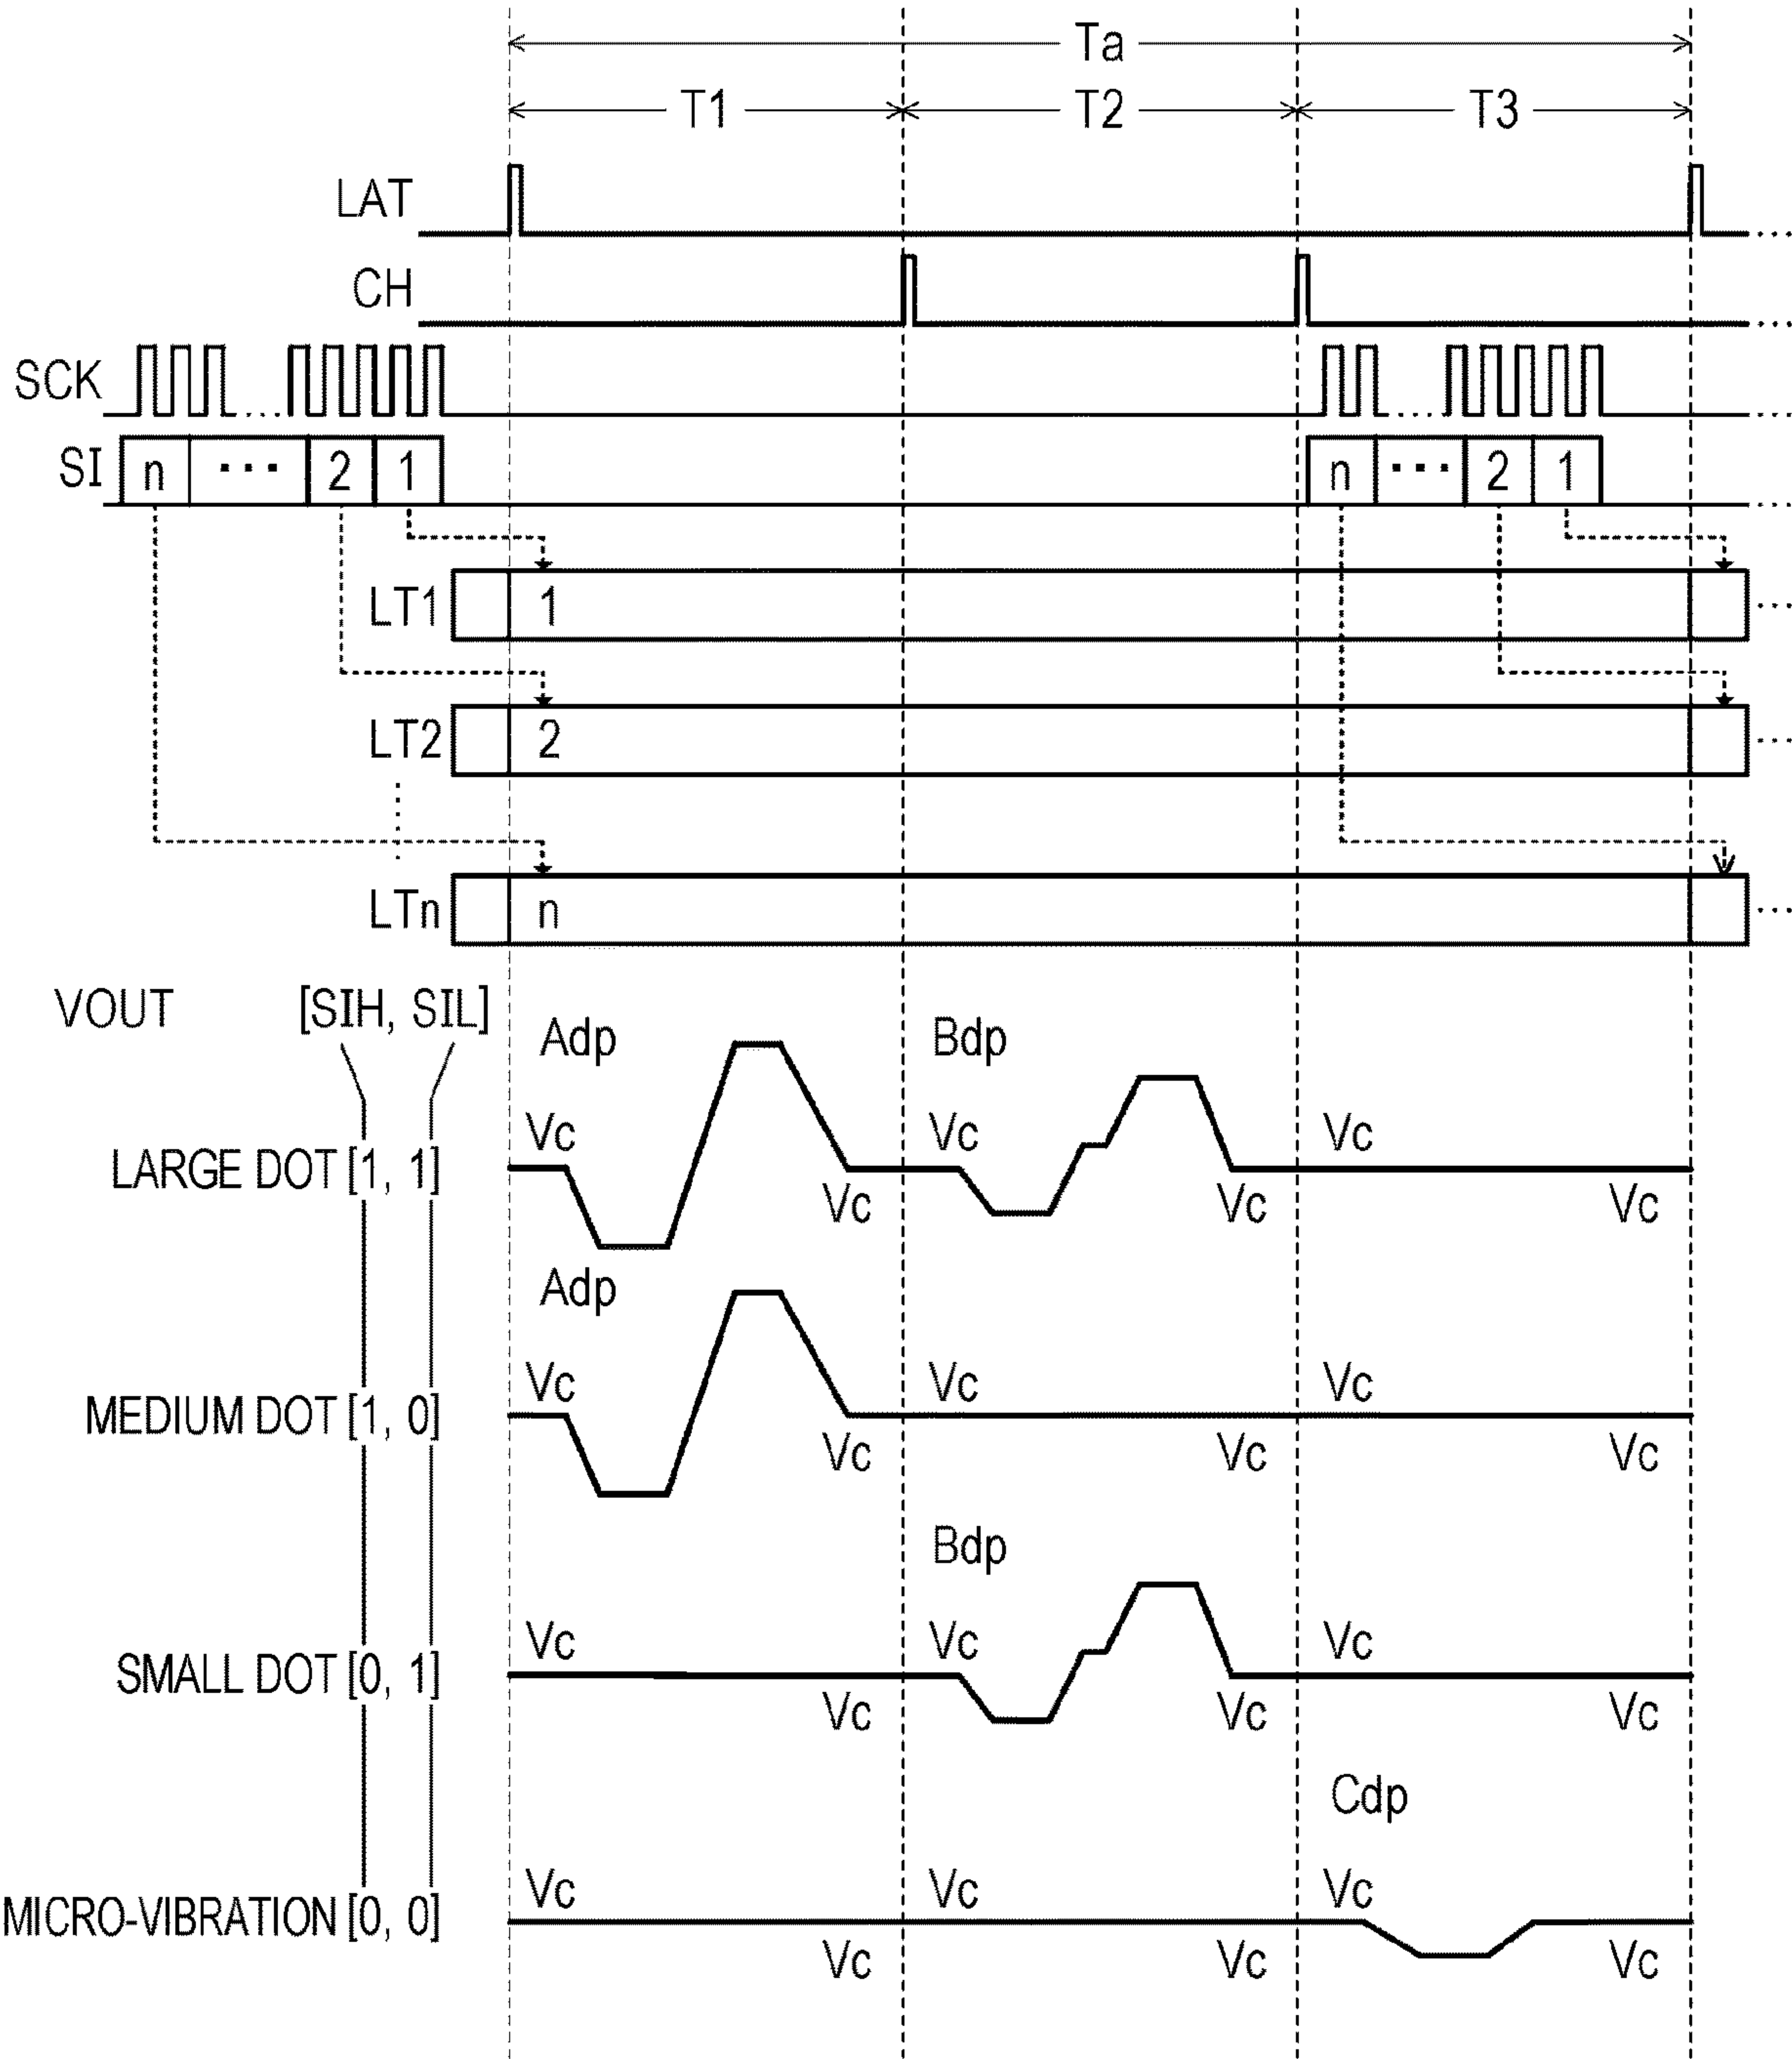 Ta
T1 T2 T3
LAT
CH
SCK
SI n ... 2 1 n ... 2 1
LT1 1
LT2 2
LTn n
VOUT [SIH, SIL]
Adp Bdp
Vc Vc Vc
LARGE DOT [1, 1]
Vc Vc Vc
Adp
Vc Vc Vc
MEDIUM DOT [1, 0]
Vc Vc Vc
Bdp
Vc Vc Vc
SMALL DOT [0, 1]
Vc Vc Vc
Cdp
Vc Vc Vc
MICRO-VIBRATION [0, 0]
Vc Vc Vc